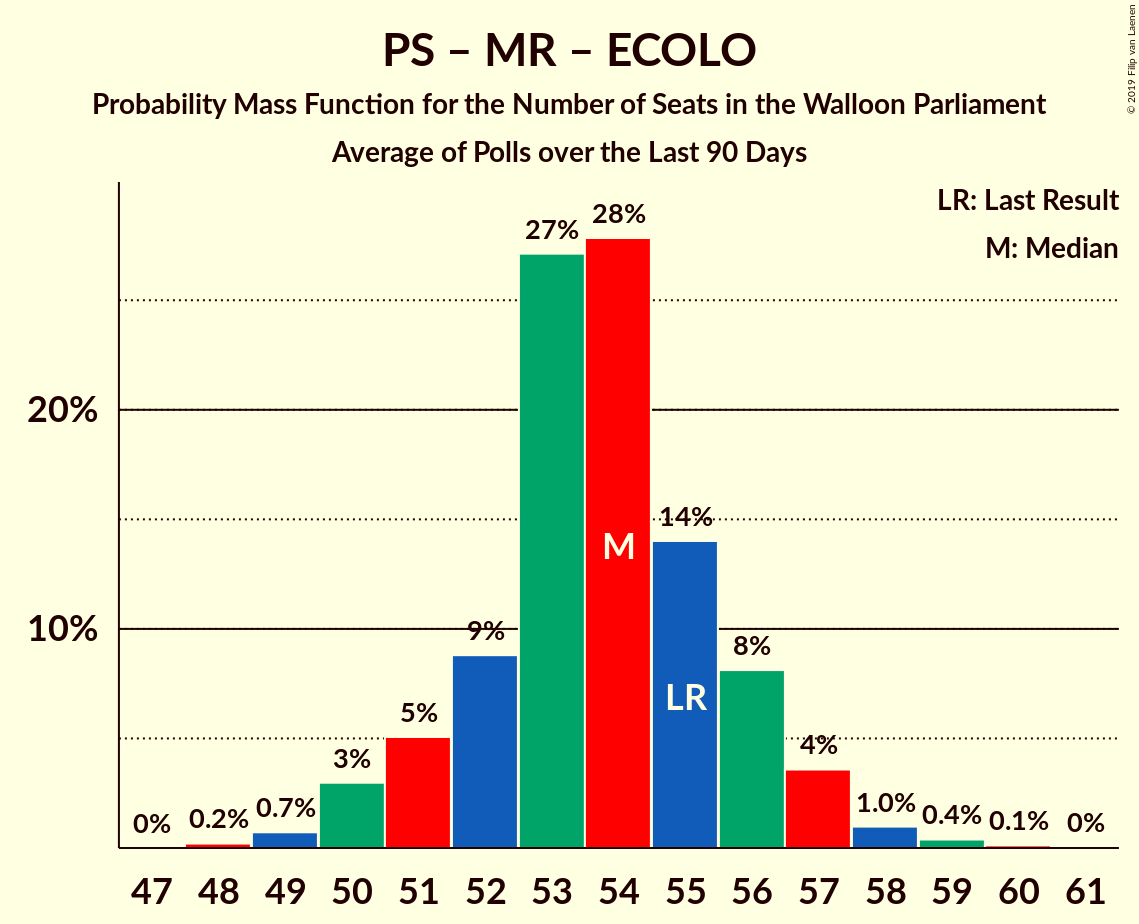 PS – MR – ECOLO
Probability Mass Function for the Number of Seats in the Walloon Parliament
Average of Polls over the Last 90 Days
© 2019 Filip van Laenen
LR: Last Result
M: Median
20%
10%
0% 0.2% 0.7% 3% 5% 9% 27% 28% 14% 8% 4% 1.0% 0.4% 0.1% 0%
M
LR
47 48 49 50 51 52 53 54 55 56 57 58 59 60 61